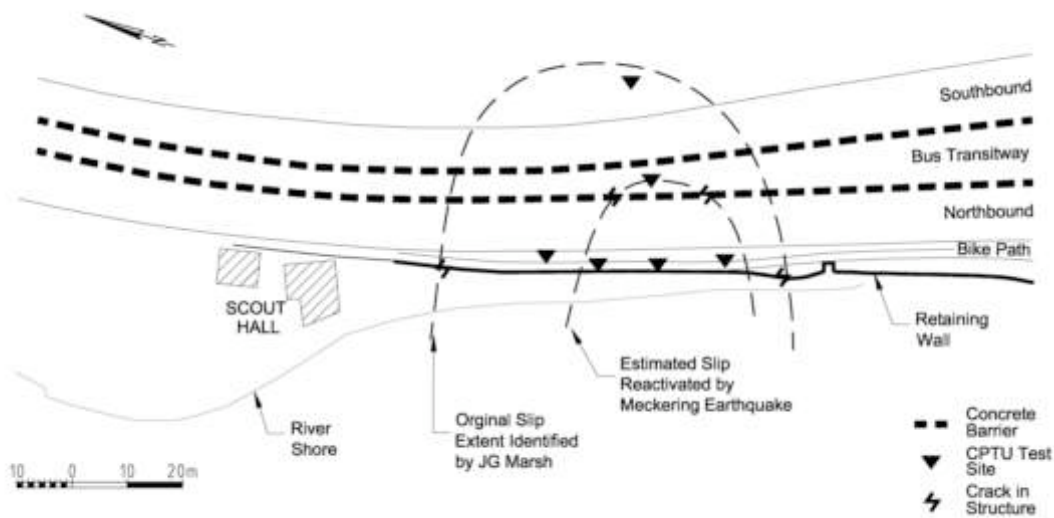 N
Southbound
Bus Transitway
Northbound
Bike Path
SCOUT
HALL
Retaining
Wall
Estimated Slip
Reactivated by
Meckering Earthquake
Orginal Slip
Extent Identified
by JG Marsh
River
Shore
Concrete
Barrier
CPTU Test
Site
Crack in
Structure
10 0 10 20m